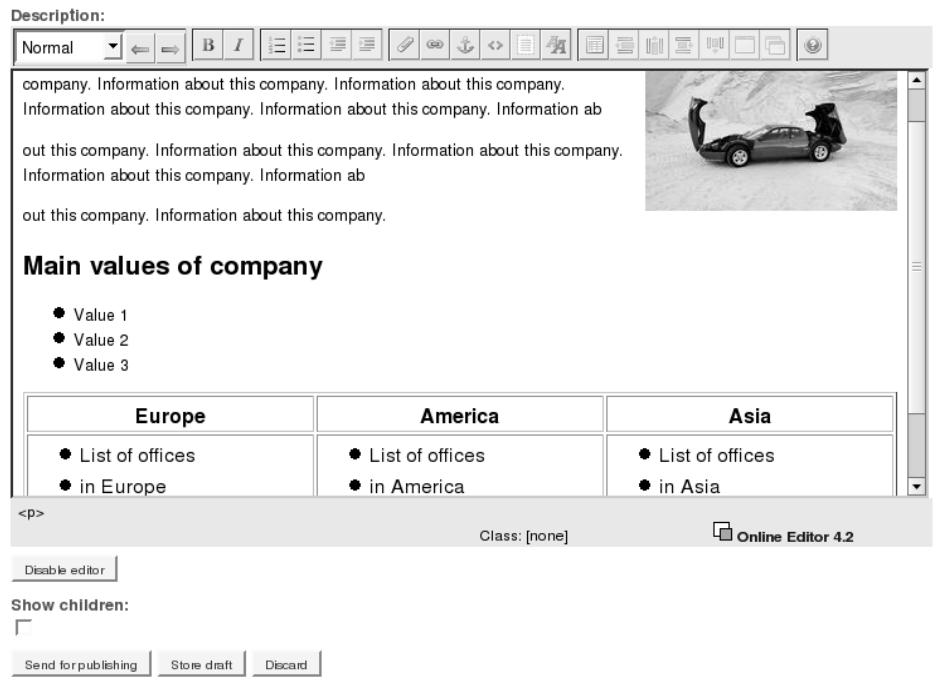 Description:
Normal B I
company. Information about this company. Information about this company.
Information about this company. Information about this company. Information ab
out this company. Information about this company. Information about this company.
Information about this company. Information ab
out this company. Information about this company.
Main values of company
Value 1
Value 2
Value 3
Europe America Asia
List of offices List of offices List of offices
in Europe in America in Asia
<p>
Class: [none] Online Editor 4.2
Disable editor
Show children:
Send for publishing Store draft Discard